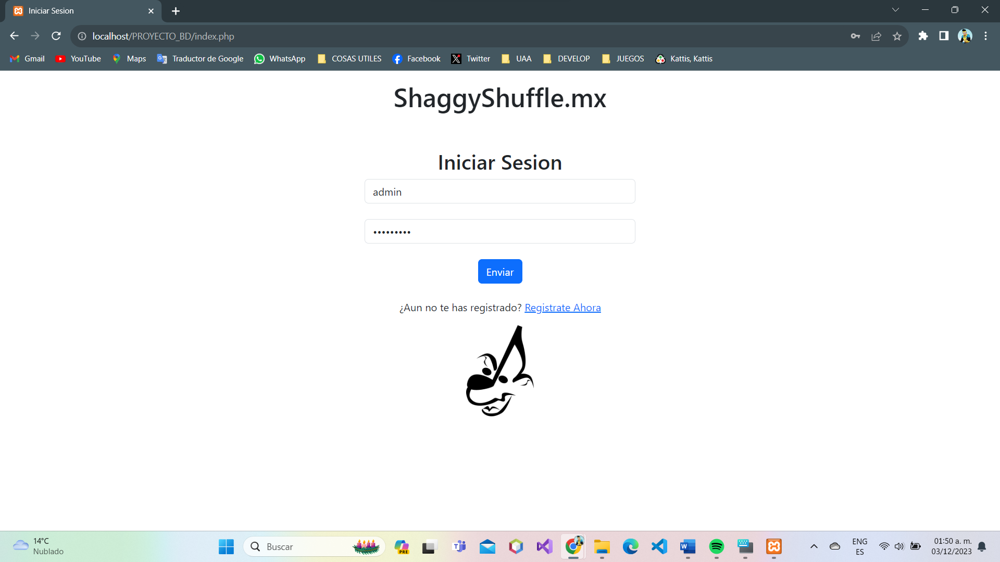 Iniciar Sesion
localhost/PROYECTO_BD/index.php
Gmail YouTube Maps Traductor de Google WhatsApp COSAS UTILES Facebook Twitter UAA DEVELOP JUEGOS Kattis, Kattis
ShaggyShuffle.mx
Iniciar Sesion
admin
•••••••••
Enviar
¿Aun no te has registrado? Registrate Ahora
14°C
Nublado
Buscar
PRE
ENG
ES
01:50 a. m.
03/12/2023